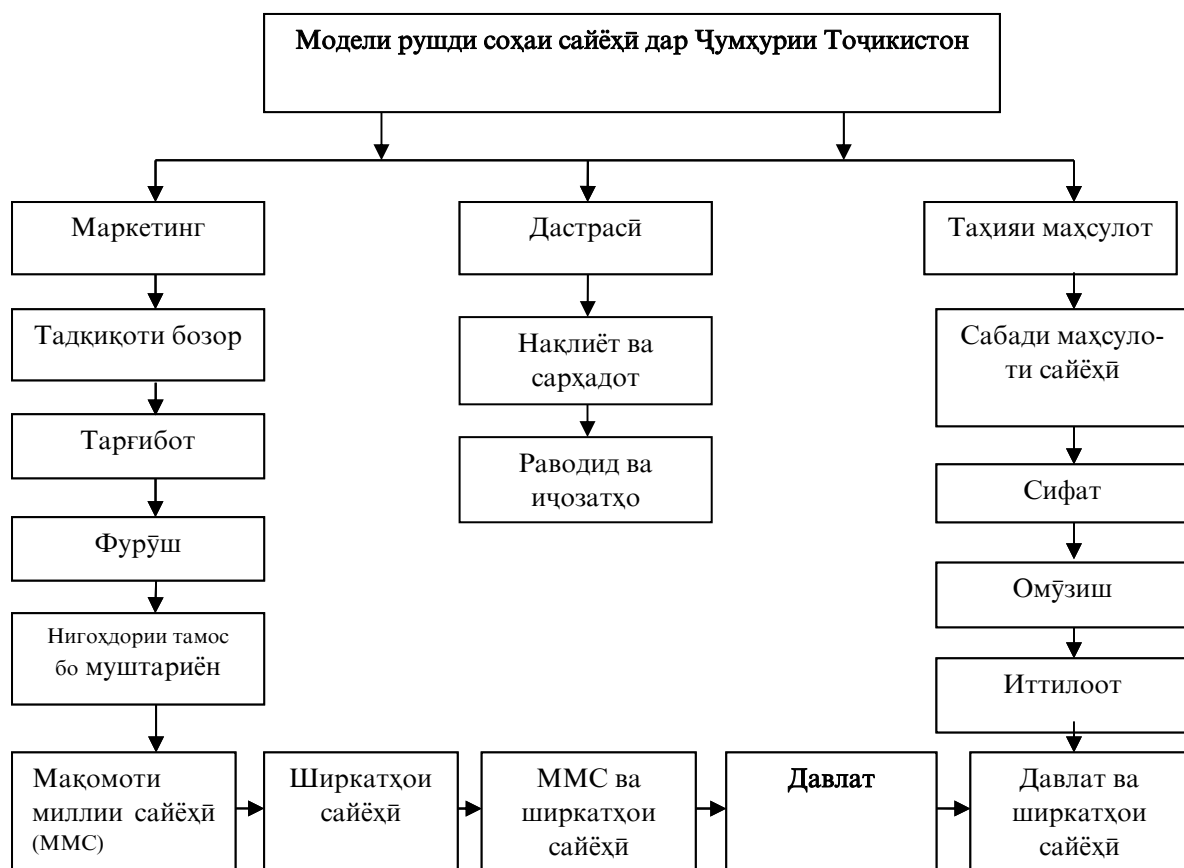 Модели рушди соҳаи сайёҳӣ дар Ҷумҳурии Тоҷикистон
Маркетинг
Дастрасӣ
Таҳияи маҳсулот
Тадқиқоти бозор
Нақлиёт ва
сарҳадот
Сабади маҳсуло-
ти сайёҳӣ
Тарғибот
Раводид ва
иҷозатҳо
Сифат
Фурӯш
Омӯзиш
Нигоҳдории тамос
бо муштариён
Иттилоот
Мақомоти
миллии сайёҳӣ
(ММС)
Ширкатҳои
сайёҳӣ
ММС ва
ширкатҳои
сайёҳӣ
Давлат
Давлат ва
ширкатҳои
сайёҳӣ